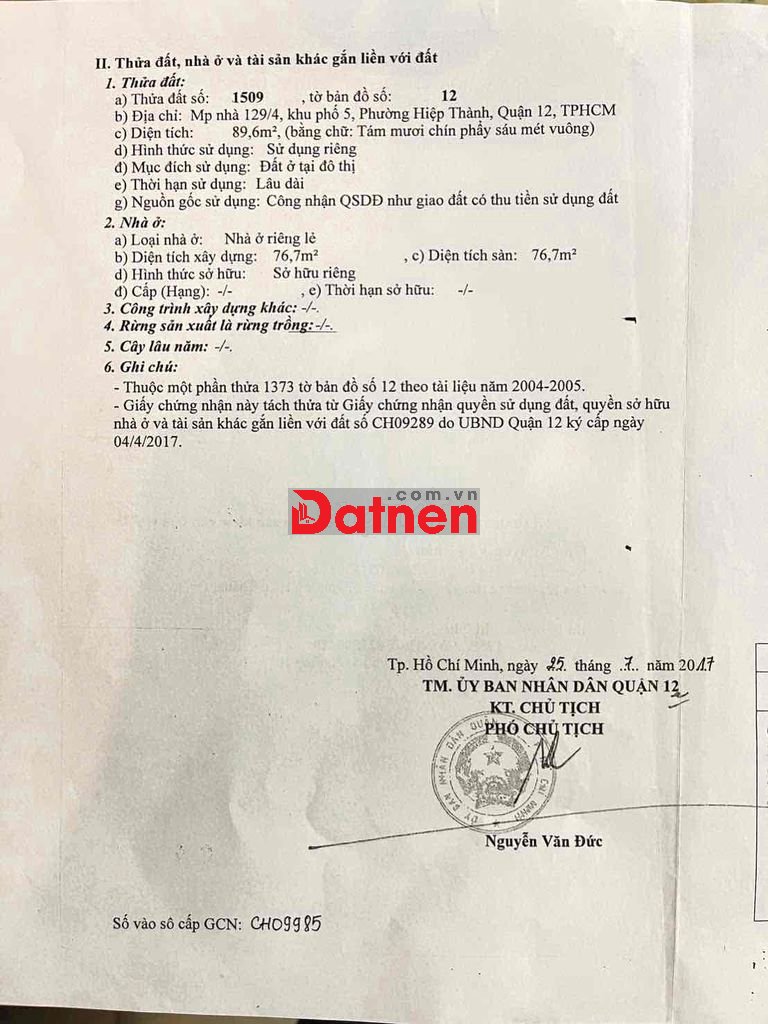 II. Thửa đất, nhà ở và tài sản khác gắn liền với đất
1. Thửa đất:
a) Thửa đất số: 1509 , tờ bản đồ số: 12
b) Địa chỉ: Mp nhà 129/4, khu phố 5, Phường Hiệp Thành, Quận 12, TPHCM
c) Diện tích: 89,6m², (bằng chữ: Tám mươi chín phẩy sáu mét vuông)
d) Hình thức sử dụng: Sử dụng riêng
đ) Mục đích sử dụng: Đất ở tại đô thị
e) Thời hạn sử dụng: Lâu dài
g) Nguồn gốc sử dụng: Công nhận QSDĐ như giao đất có thu tiền sử dụng đất
2. Nhà ở:
a) Loại nhà ở: Nhà ở riêng lẻ
b) Diện tích xây dựng: 76,7m² , c) Diện tích sàn: 76,7m²
d) Hình thức sở hữu: Sở hữu riêng
đ) Cấp (Hạng): -/- , e) Thời hạn sở hữu: -/-
3. Công trình xây dựng khác: -/-.
4. Rừng sản xuất là rừng trồng:-/-.
5. Cây lâu năm: -/-.
6. Ghi chú:
- Thuộc một phần thửa 1373 tờ bản đồ số 12 theo tài liệu năm 2004-2005.
- Giấy chứng nhận này tách thửa từ Giấy chứng nhận quyền sử dụng đất, quyền sở hữu
nhà ở và tài sản khác gắn liền với đất số CH09289 do UBND Quận 12 ký cấp ngày
04/4/2017.
.com.vn
Datnen
Tp. Hồ Chí Minh, ngày 25 tháng .7.. năm 2017
TM. ỦY BAN NHÂN DÂN QUẬN 12
KT. CHỦ TỊCH
PHÓ CHỦ TỊCH
ỦY BAN NHÂN DÂN QUẬN
Nguyễn Văn Đức
Số vào sô cấp GCN: CH09985